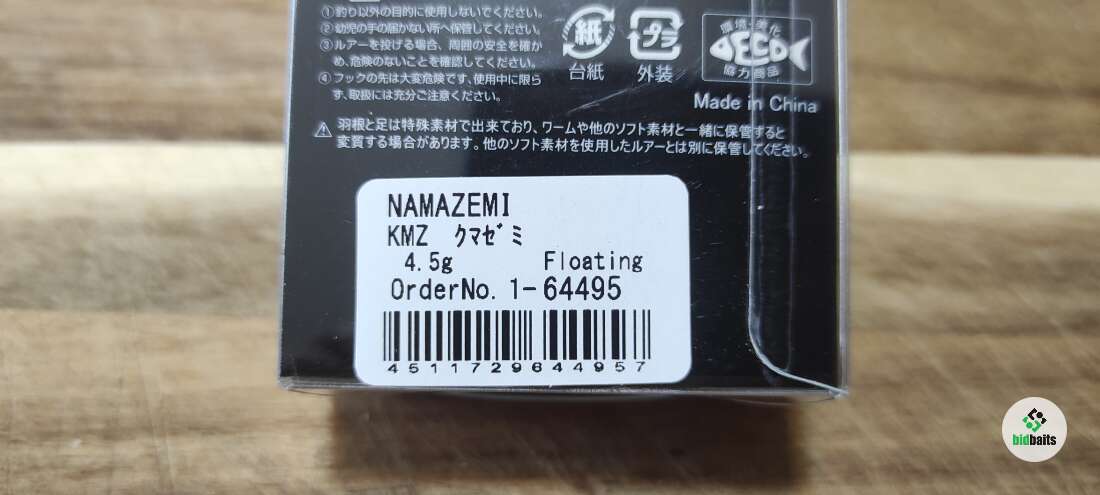 ①釣り以外の目的に使用しないでください。
②幼児の手の届かない所へ保管してください。
③ルアーを投げる場合、周囲の安全を確か
め、危険のないことを確認してください。
④フックの先は大変危険です、使用中に限ら
ず、取扱には充分ご注意ください。
紙
台紙
プラ
外装
環境・美化
ECO
協力商品
Made in China
羽根と足は特殊素材で出来ており、ワームや他のソフト素材と一緒に保管すると
変質する場合があります。他のソフト素材を使用したルアーとは別に保管してください。
NAMAZEMI
KMZ クマゼミ
4.5g Floating
OrderNo. 1-64495
4511729644957
bidbaits